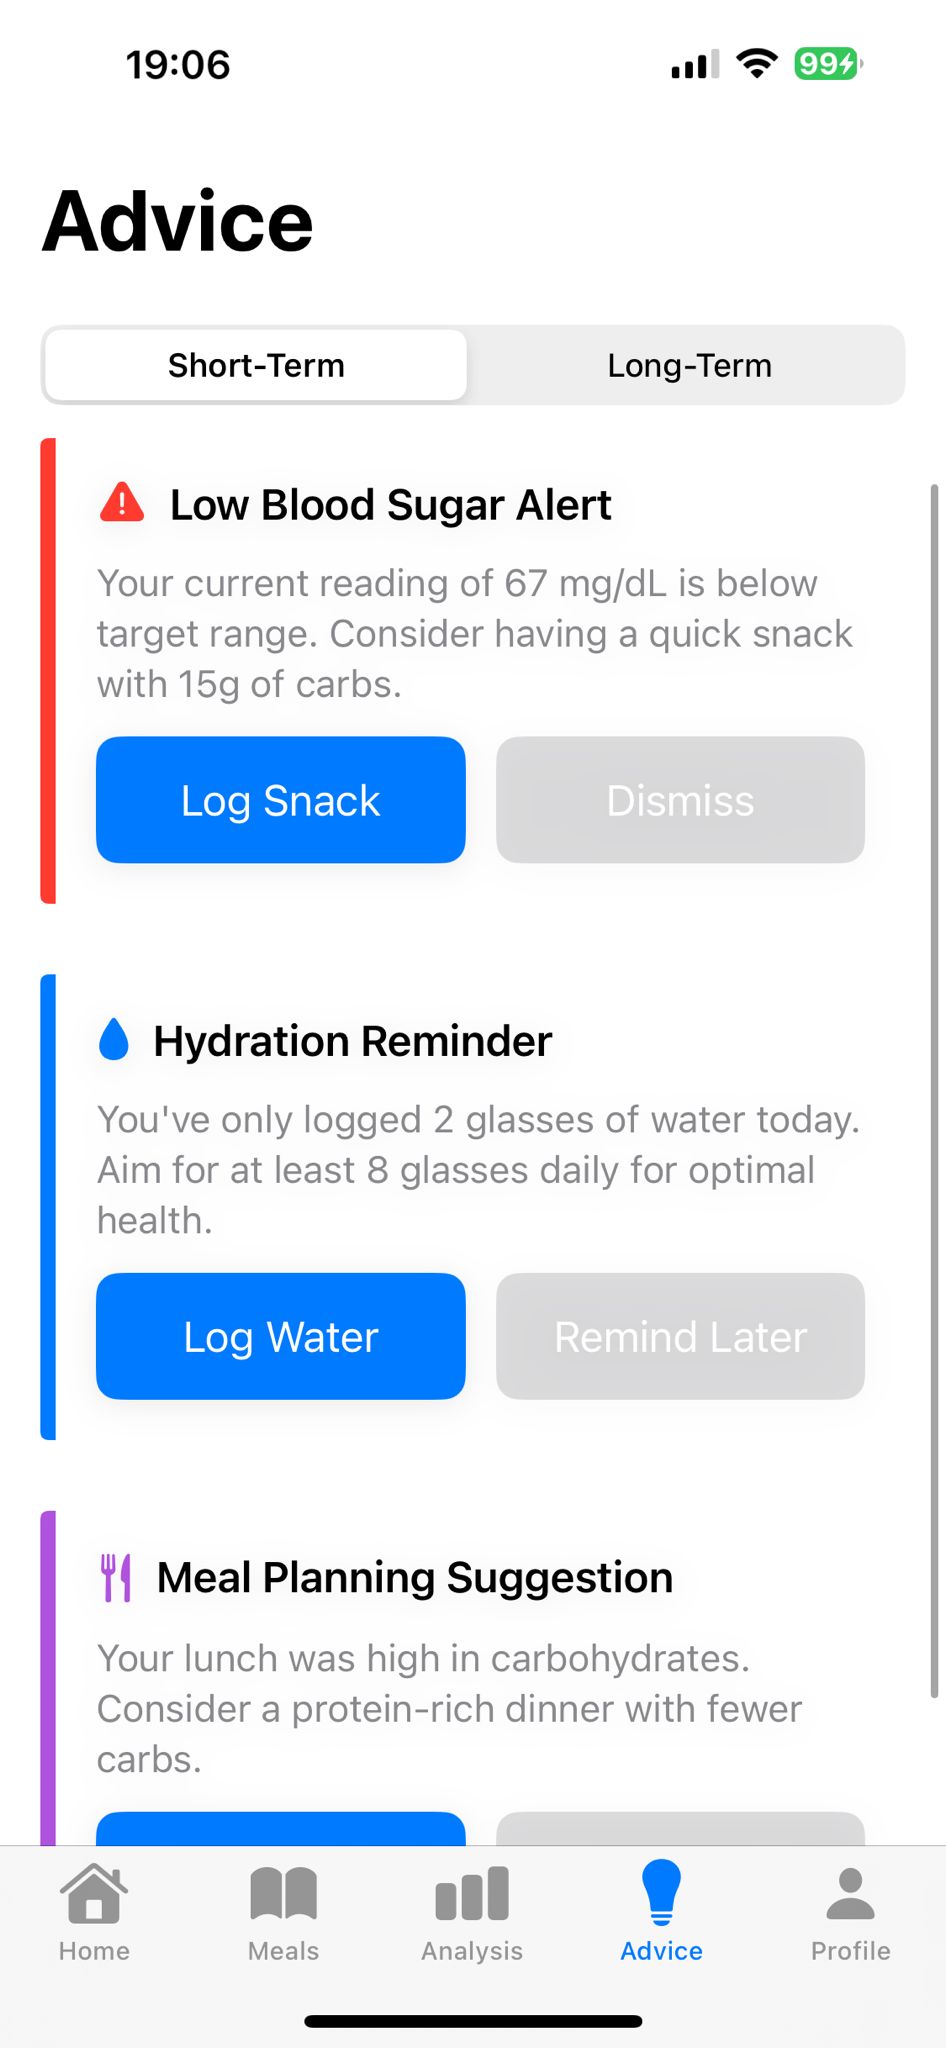 19:06
99
Advice
Short-Term
Long-Term
Low Blood Sugar Alert
Your current reading of 67 mg/dL is below
target range. Consider having a quick snack
with 15g of carbs.
Log Snack
Dismiss
Hydration Reminder
You've only logged 2 glasses of water today.
Aim for at least 8 glasses daily for optimal
health.
Log Water
Remind Later
Meal Planning Suggestion
Your lunch was high in carbohydrates.
Consider a protein-rich dinner with fewer
carbs.
Home
Meals
Analysis
Advice
Profile